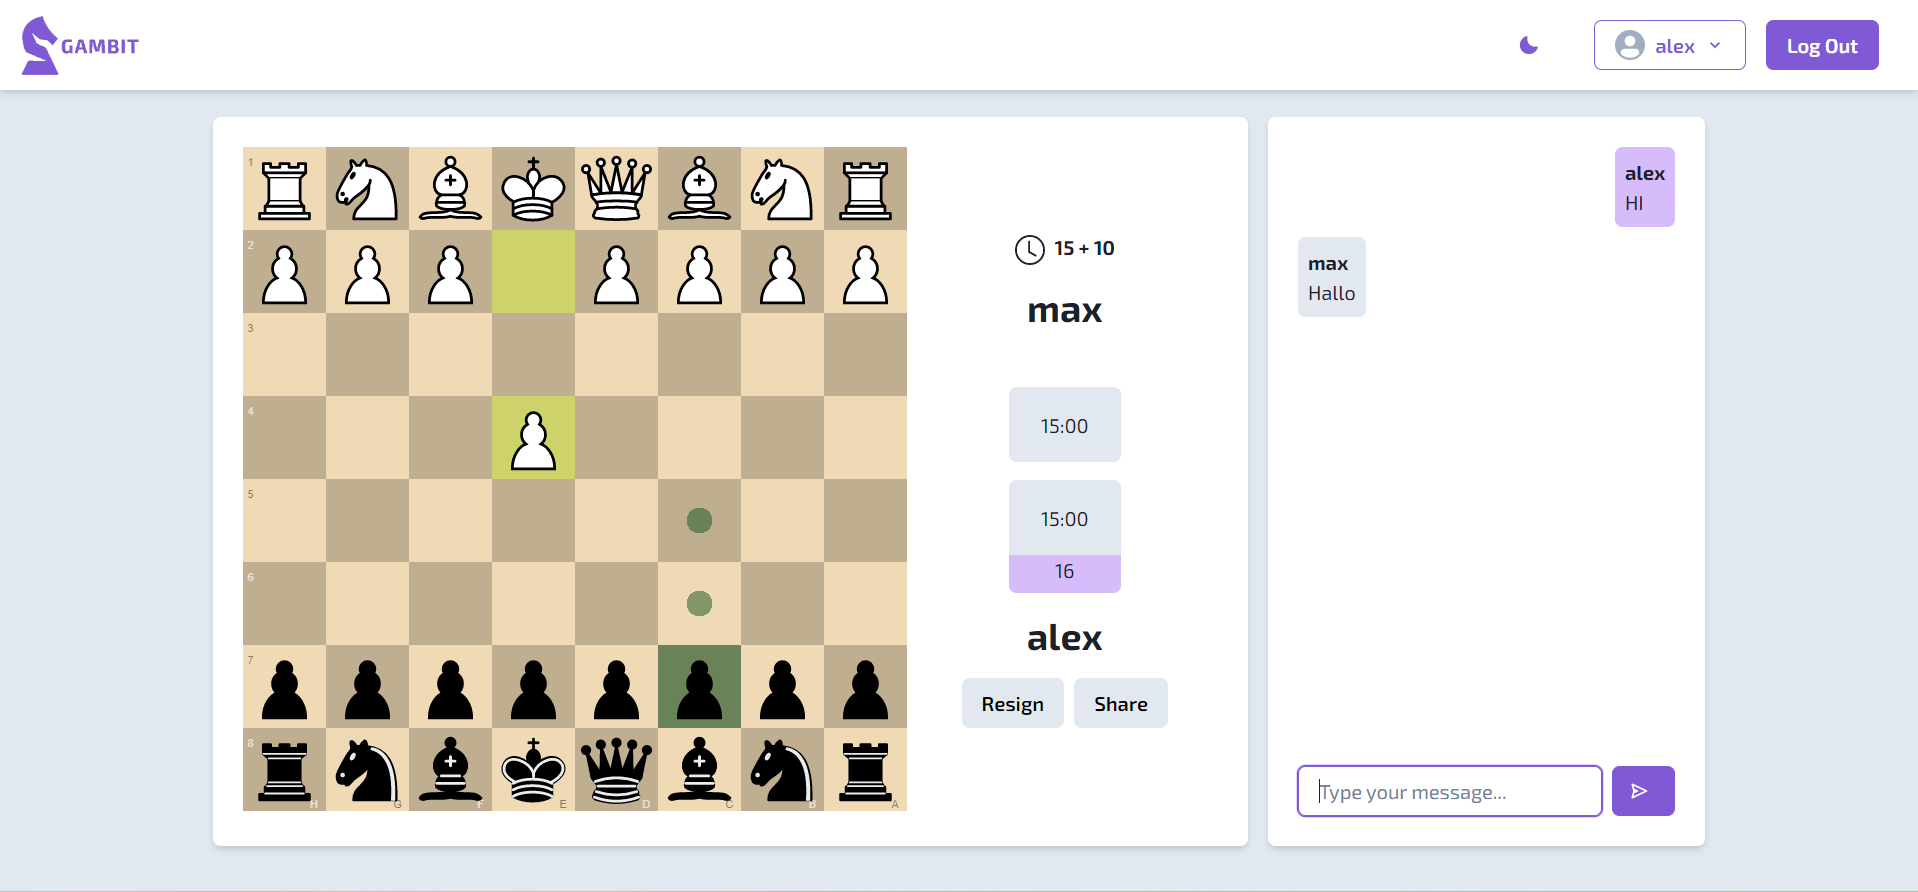 GAMBIT
alex
Log Out
1
2
3
4
5
6
7
8
H G F E D C B A
15 + 10
max
15:00
15:00
16
alex
Resign
Share
alex
HI
max
Hallo
Type your message...